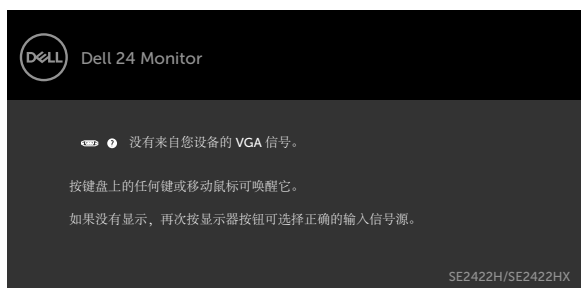 DELL
Dell 24 Monitor
? 没有来自您设备的 VGA 信号。
按键盘上的任何键或移动鼠标可唤醒它。
如果没有显示，再次按显示器按钮可选择正确的输入信号源。
SE2422H/SE2422HX